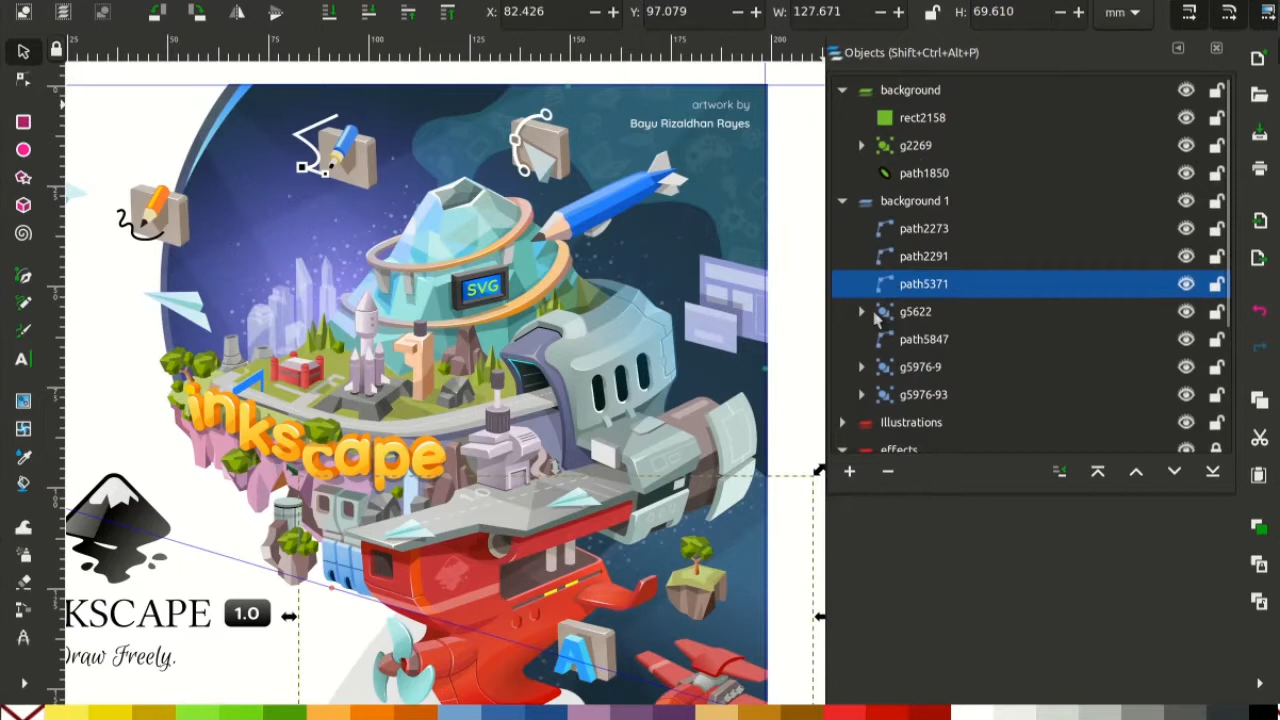 X: 82.426
Y: 97.079
W: 127.671
H: 69.610
mm
25
50
75
100
125
150
175
200
Objects (Shift+Ctrl+Alt+P)
background
rect2158
g2269
path1850
background 1
path2273
path2291
path5371
g5622
path5847
g5976-9
g5976-93
Illustrations
effects
artwork by
Bayu Rizaldhan Rayes
SVG
inkscape
A
KSCAPE 1.0
Draw Freely.